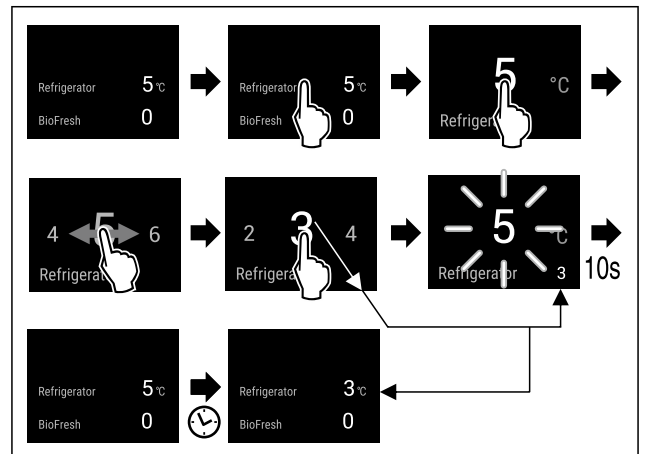 Refrigerator 5 °C
BioFresh 0
Refrigerator 5 °C
BioFresh 0
5 °C
Refriger
4 5 6
Refrigerat
2 3 4
Refrigera
5 °C
Refrigerator 3
10s
Refrigerator 5 °C
BioFresh 0
Refrigerator 3 °C
BioFresh 0